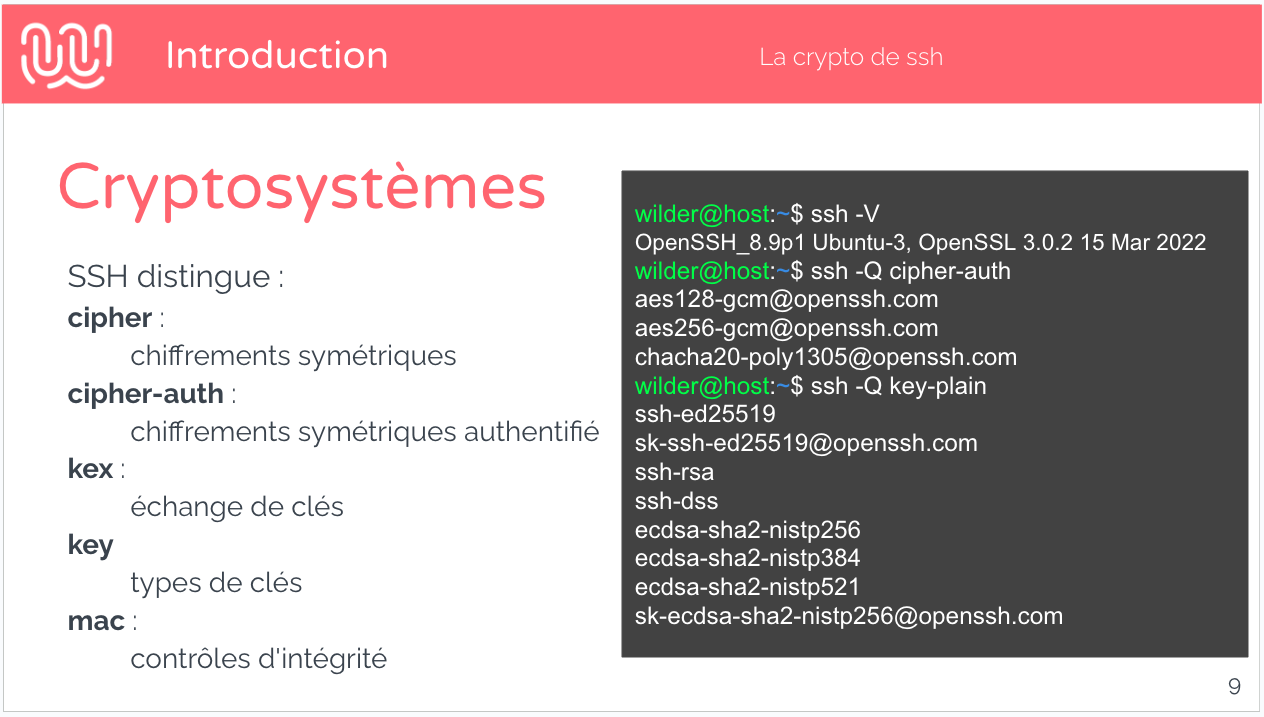 Introduction
La crypto de ssh
Cryptosystèmes
SSH distingue :
cipher :
chiffrements symétriques
cipher-auth :
chiffrements symétriques authentifié
kex :
échange de clés
key
types de clés
mac :
contrôles d'intégrité
wilder@host:~$ ssh -V
OpenSSH_8.9p1 Ubuntu-3, OpenSSL 3.0.2 15 Mar 2022
wilder@host:~$ ssh -Q cipher-auth
aes128-gcm@openssh.com
aes256-gcm@openssh.com
chacha20-poly1305@openssh.com
wilder@host:~$ ssh -Q key-plain
ssh-ed25519
sk-ssh-ed25519@openssh.com
ssh-rsa
ssh-dss
ecdsa-sha2-nistp256
ecdsa-sha2-nistp384
ecdsa-sha2-nistp521
sk-ecdsa-sha2-nistp256@openssh.com
9